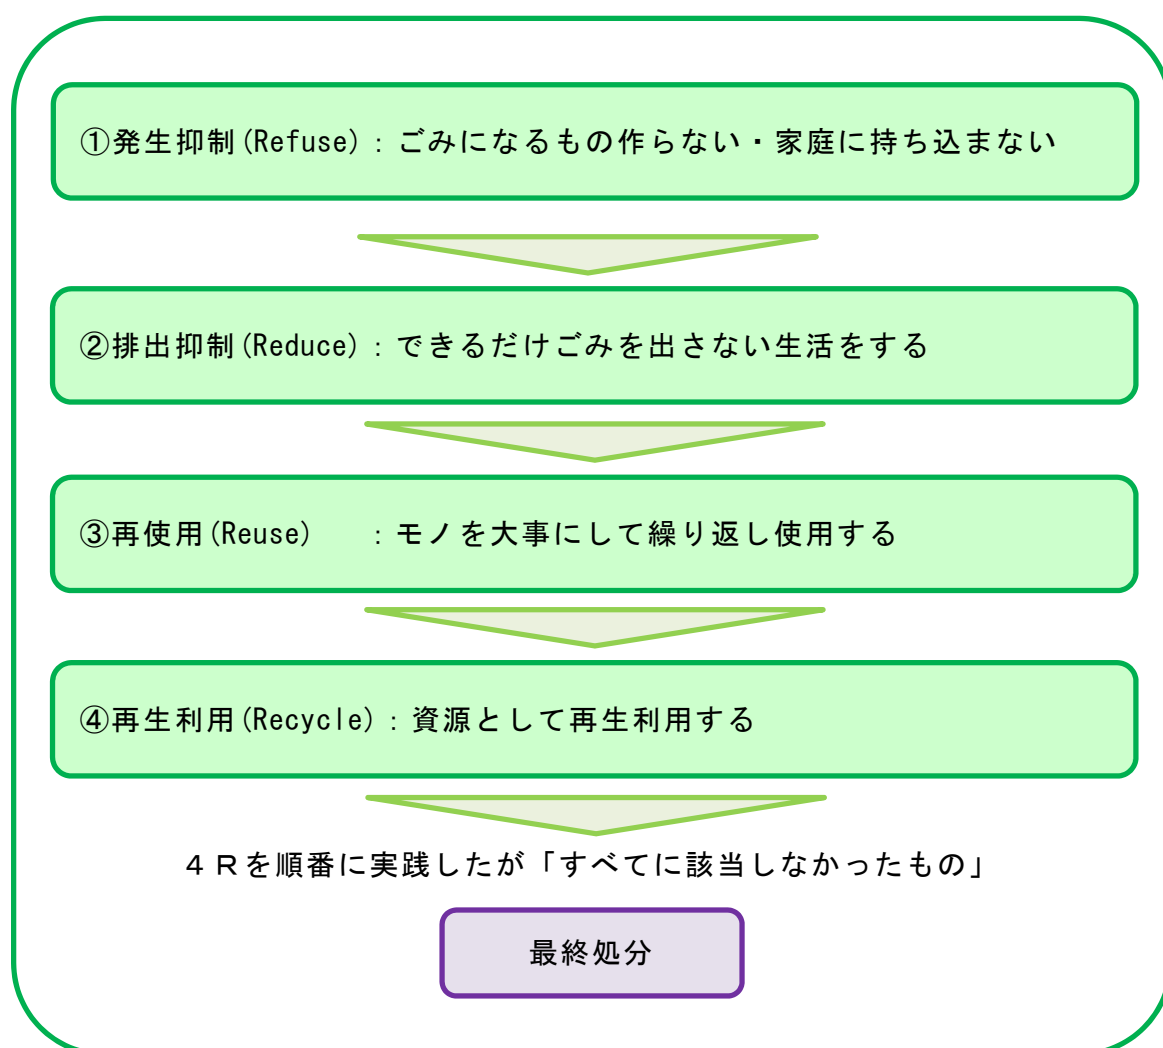 ①発生抑制(Refuse)：ごみになるもの作らない・家庭に持ち込まない
②排出抑制(Reduce)：できるだけごみを出さない生活をする
③再使用(Reuse)　：モノを大事にして繰り返し使用する
④再生利用(Recycle)：資源として再生利用する
４Ｒを順番に実践したが「すべてに該当しなかったもの」
最終処分